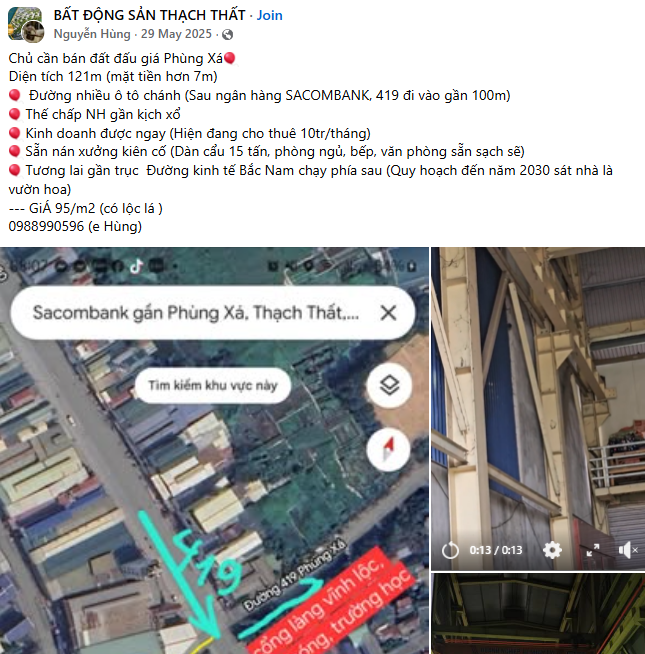 BẤT ĐỘNG SẢN THẠCH THẤT · Join
Nguyễn Hùng · 29 May 2025 ·
Chủ cần bán đất đấu giá Phùng Xá🎈
Diện tích 121m (mặt tiền hơn 7m)
🎈 Đường nhiều ô tô chánh (Sau ngân hàng SACOMBANK, 419 đi vào gần 100m)
🎈 Thế chấp NH gần kịch xổ
🎈 Kinh doanh được ngay (Hiện đang cho thuê 10tr/tháng)
🎈 Sẵn nán xưởng kiên cố (Dàn cẩu 15 tấn, phòng ngủ, bếp, văn phòng sẵn sạch sẽ)
🎈 Tương lai gần trục Đường kinh tế Bắc Nam chạy phía sau (Quy hoạch đến năm 2030 sát nhà là
vườn hoa)
--- GiÁ 95/m2 (có lộc lá )
0988990596 (e Hùng)
Sacombank gần Phùng Xá, Thạch Thất,...
Tìm kiếm khu vực này
0:13 / 0:13
419
Đường 419 Phùng Xá
cổng làng vĩnh lộc,
trường học